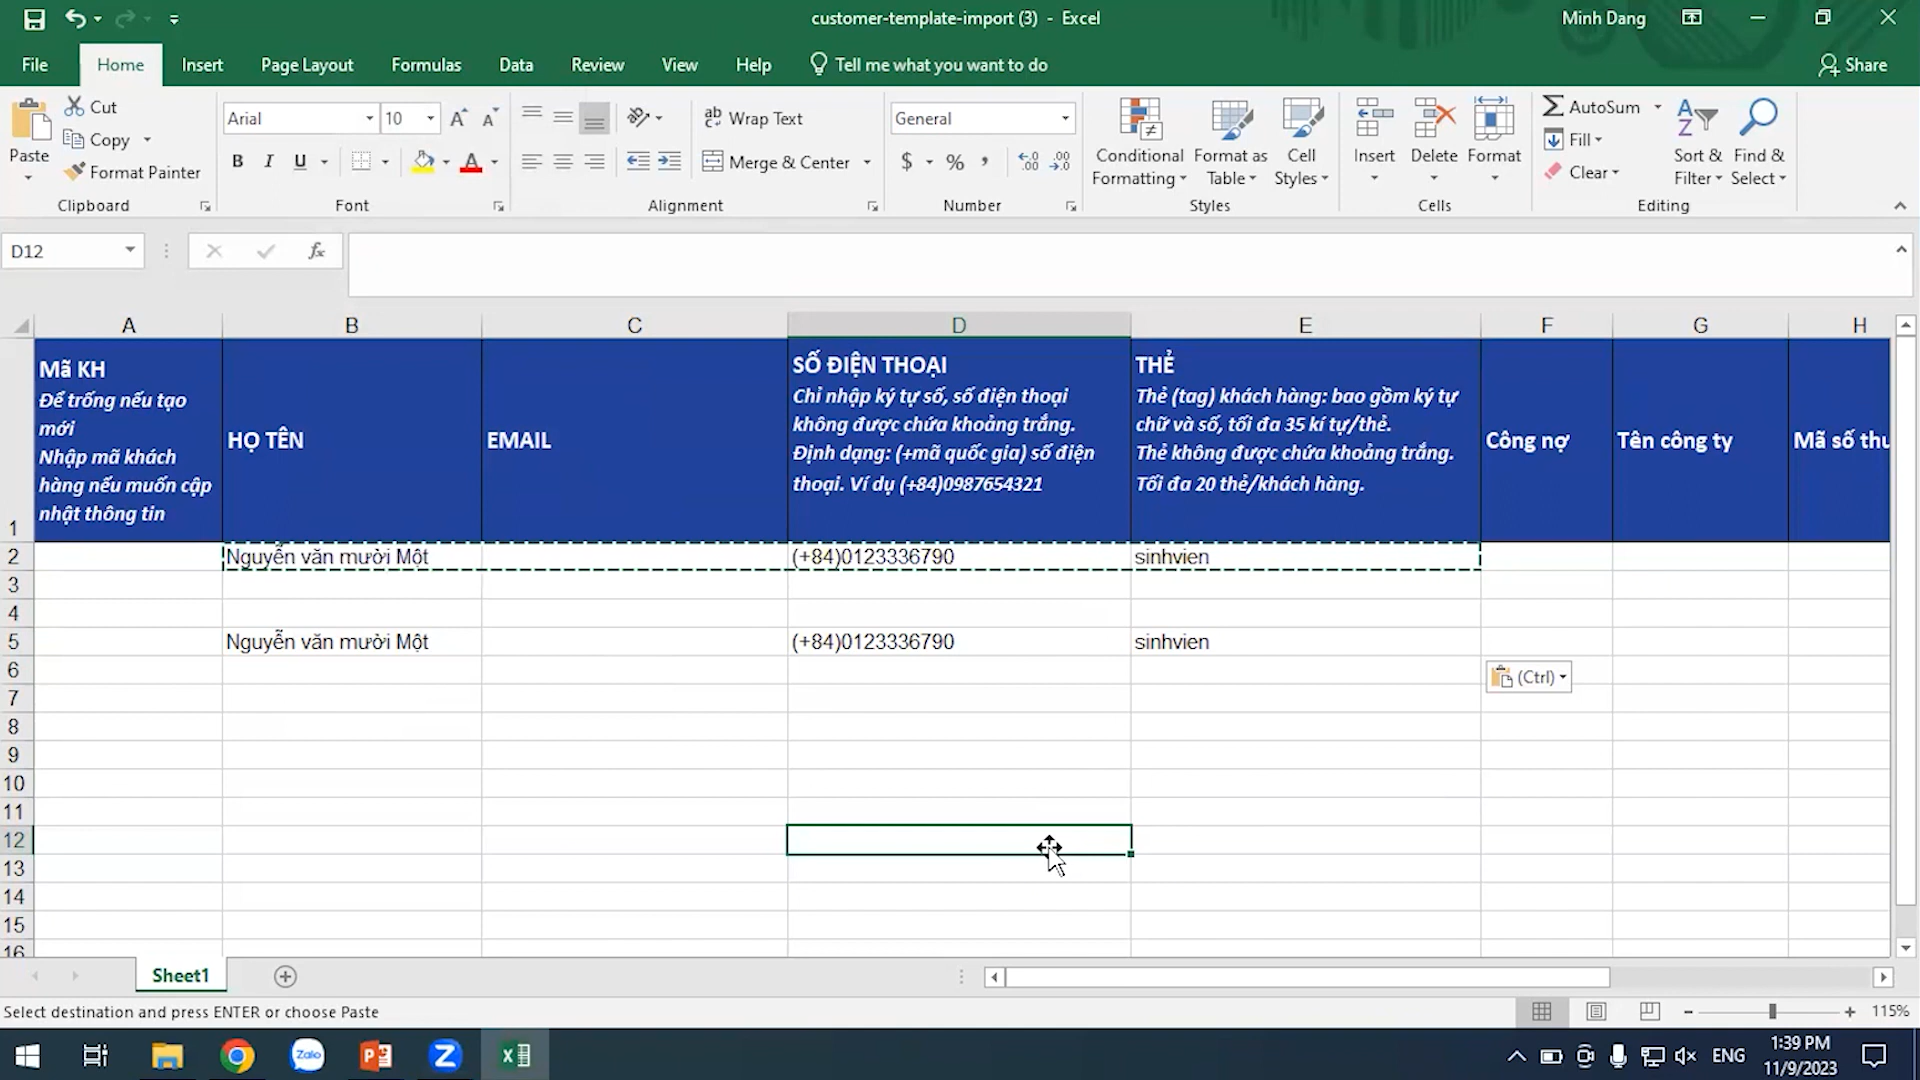 customer-template-import (3) - Excel
Minh Dang
File Home Insert Page Layout Formulas Data Review View Help Tell me what you want to do Share
Paste
Cut
Copy
Format Painter
Clipboard
Arial 10
B I U A
Font
Wrap Text
Merge & Center
Alignment
General
$ % ,
Number
Conditional
Formatting
Format as
Table
Cell
Styles
Styles
Insert Delete Format
Cells
AutoSum
Fill
Clear
Sort &
Filter
Find &
Select
Editing
D12
fx
A B C D E F G H
Mã KH
Để trống nếu tạo
mới
Nhập mã khách
hàng nếu muốn cập
nhật thông tin
HỌ TÊN
EMAIL
SỐ ĐIỆN THOẠI
Chỉ nhập ký tự số, số điện thoại
không được chứa khoảng trắng.
Định dạng: (+mã quốc gia) số điện
thoại. Ví dụ (+84)0987654321
THẺ
Thẻ (tag) khách hàng: bao gồm ký tự
chữ và số, tối đa 35 kí tự/thẻ.
Thẻ không được chứa khoảng trắng.
Tối đa 20 thẻ/khách hàng.
Công nợ
Tên công ty
Mã số thu
1
2 Nguyễn văn mười Một (+84)0123336790 sinhvien
3
4
5 Nguyễn văn mười Một (+84)0123336790 sinhvien
6
(Ctrl)
7
8
9
10
11
12
13
14
15
16
Sheet1
Select destination and press ENTER or choose Paste
115%
Zalo
ENG
1:39 PM
11/9/2023